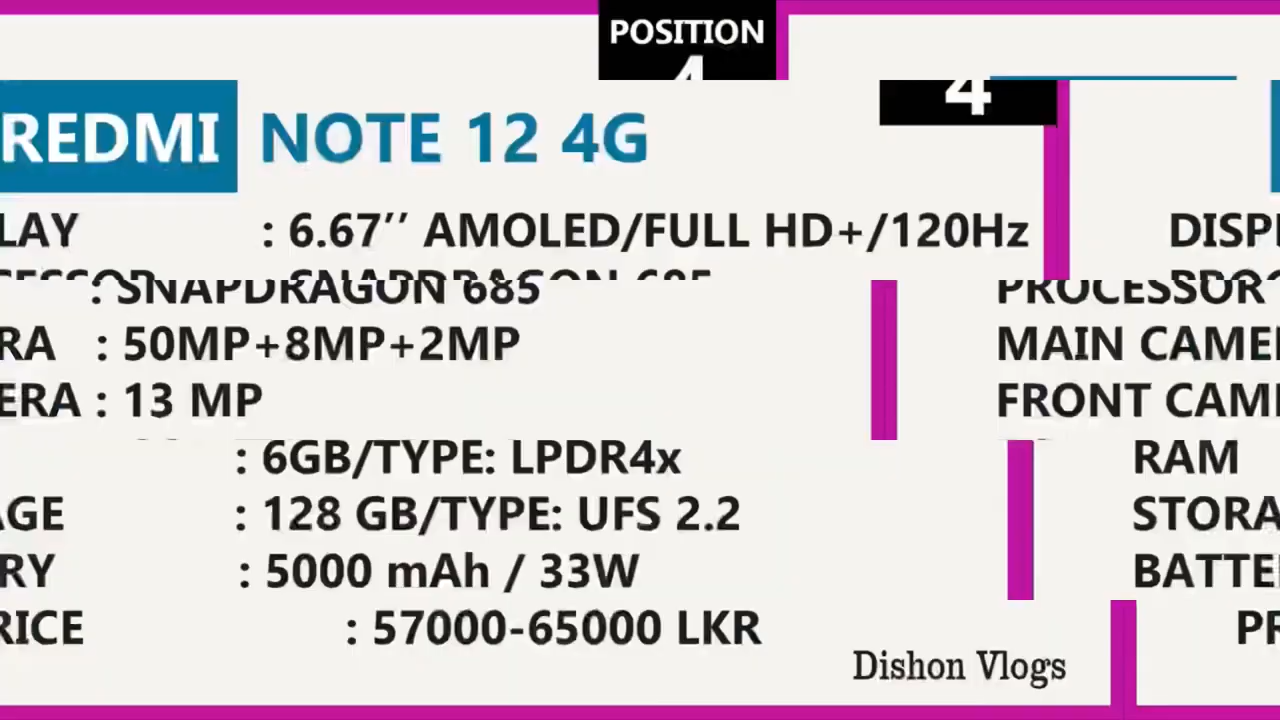 POSITION
4
REDMI NOTE 12 4G
LAY : 6.67’’ AMOLED/FULL HD+/120Hz DISP
: SNAPDRAGON 685 PROCESSOR
RA : 50MP+8MP+2MP MAIN CAME
ERA : 13 MP FRONT CAM
: 6GB/TYPE: LPDR4x RAM
AGE : 128 GB/TYPE: UFS 2.2 STORA
RY : 5000 mAh / 33W BATTE
RICE : 57000-65000 LKR PR
Dishon Vlogs